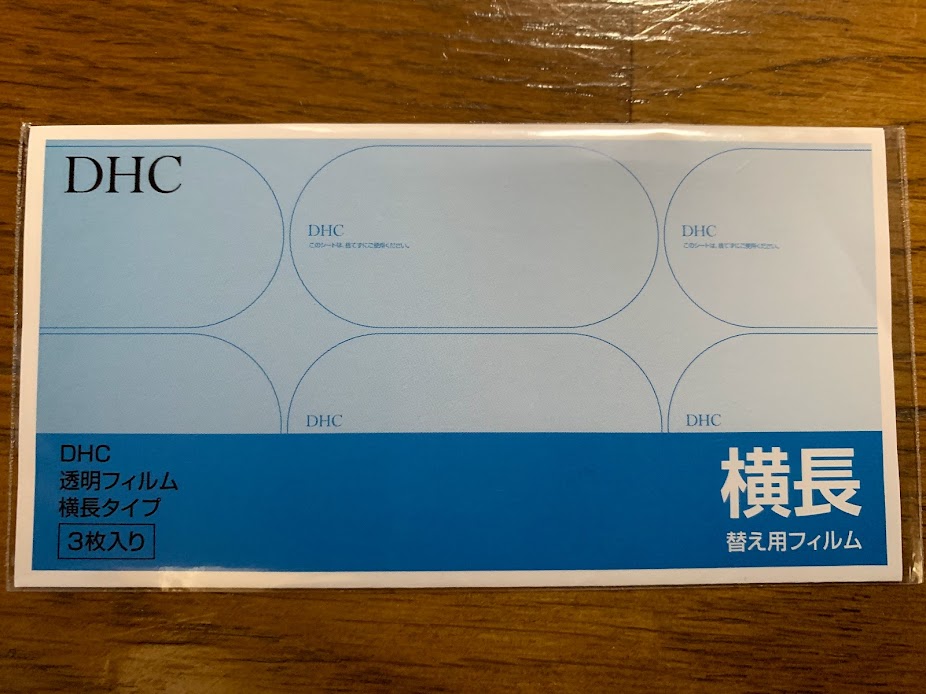 DHC
DHC
このシートは、捨てずにご使用ください。
DHC
このシートは、捨てずにご使用ください。
DHC
DHC
DHC
透明フィルム
横長タイプ
3枚入り
横長
替え用フィルム